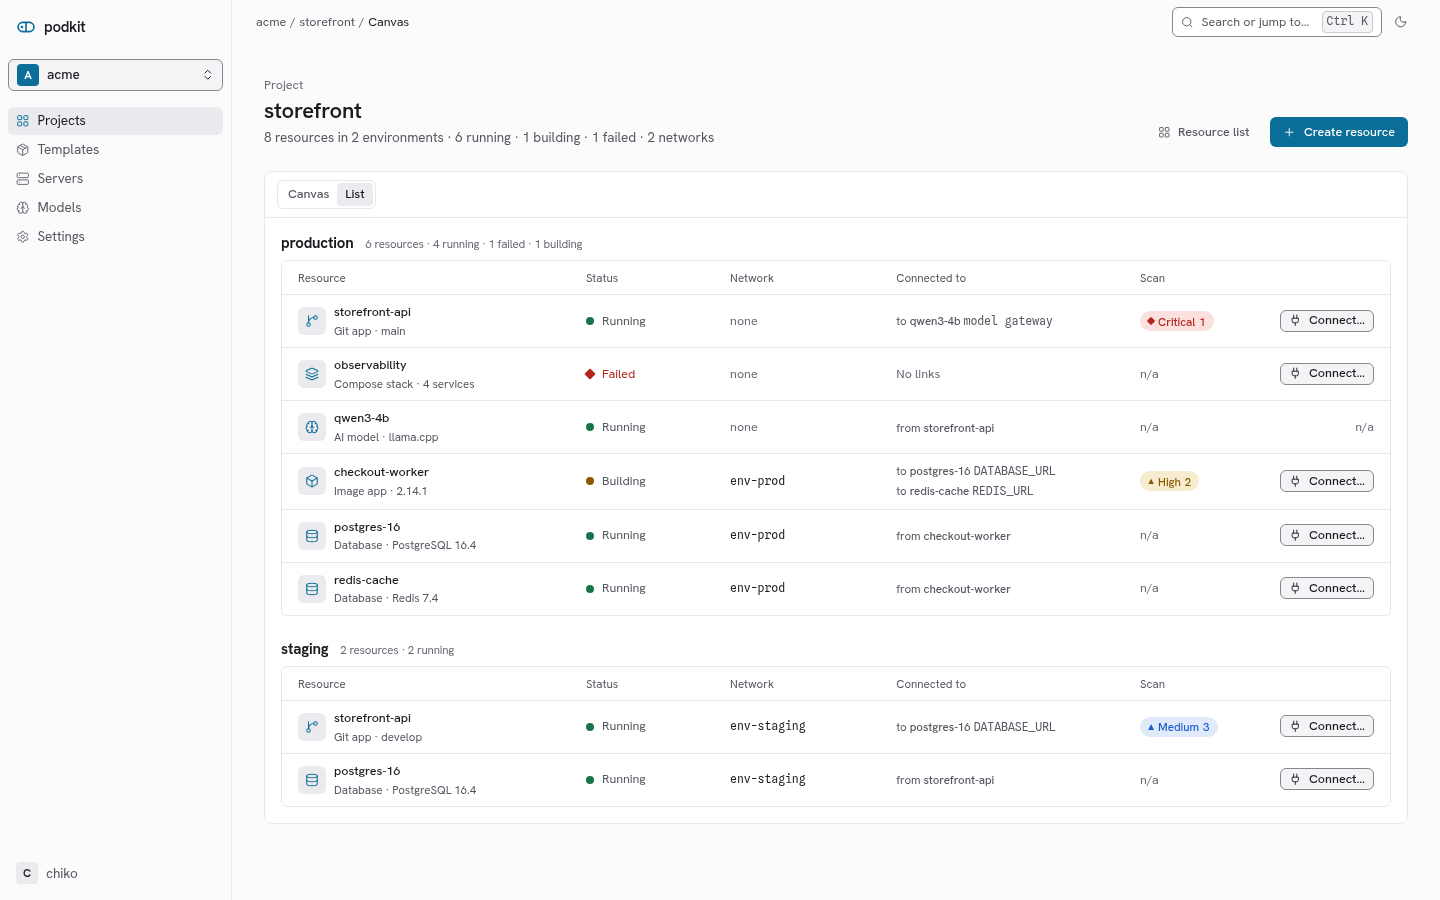 podkit
acme / storefront / Canvas
Search or jump to...
Ctrl K
A
acme
Projects
Templates
Servers
Models
Settings
Project
storefront
8 resources in 2 environments · 6 running · 1 building · 1 failed · 2 networks
Resource list
Create resource
Canvas
List
production 6 resources · 4 running · 1 failed · 1 building
Resource Status Network Connected to Scan
storefront-api
Git app · main
Running none to qwen3-4b model gateway Critical 1 Connect...
observability
Compose stack · 4 services
Failed none No links n/a Connect...
qwen3-4b
AI model · llama.cpp
Running none from storefront-api n/a n/a
checkout-worker
Image app · 2.14.1
Building env-prod
to postgres-16 DATABASE_URL
to redis-cache REDIS_URL
High 2 Connect...
postgres-16
Database · PostgreSQL 16.4
Running env-prod from checkout-worker n/a Connect...
redis-cache
Database · Redis 7.4
Running env-prod from checkout-worker n/a Connect...
staging 2 resources · 2 running
Resource Status Network Connected to Scan
storefront-api
Git app · develop
Running env-staging to postgres-16 DATABASE_URL Medium 3 Connect...
postgres-16
Database · PostgreSQL 16.4
Running env-staging from storefront-api n/a Connect...
C
chiko